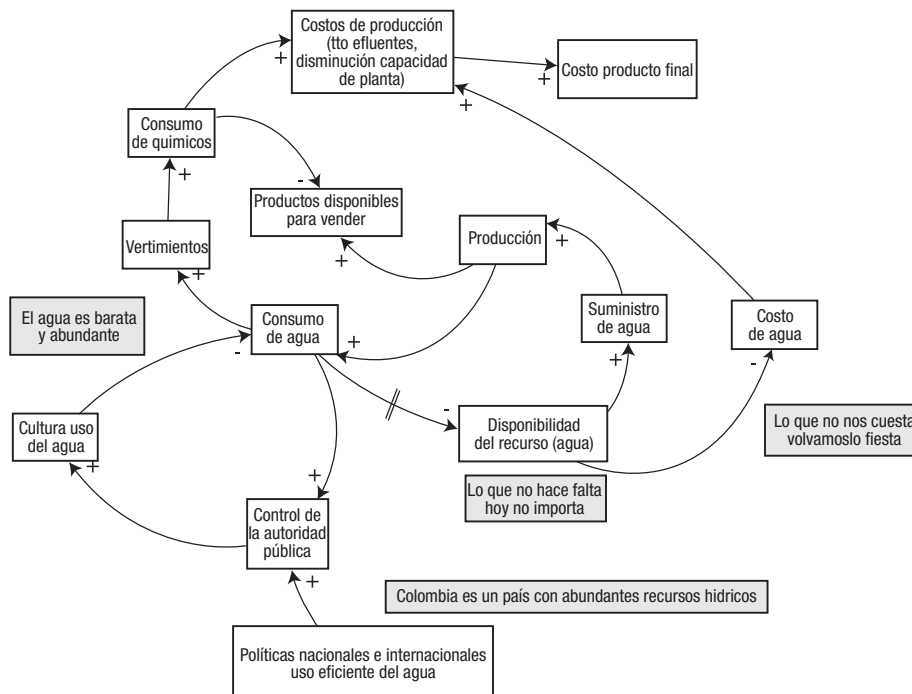 Costos de producción
(tto efluentes,
disminución capacidad
de planta)
+
+
Costo producto final
+
Consumo
de quimicos
+
-
Productos disponibles
para vender
+
Vertimientos
+
Producción
+
El agua es barata
y abundante
Consumo
de agua
+
-
Suministro
de agua
+
Costo
de agua
-
Cultura uso
del agua
+
-
Disponibilidad
del recurso (agua)
Lo que no nos cuesta
volvamoslo fiesta
Lo que no hace falta
hoy no importa
+
Control de
la autoridad
pública
+
Colombia es un país con abundantes recursos hidricos
Políticas nacionales e internacionales
uso eficiente del agua